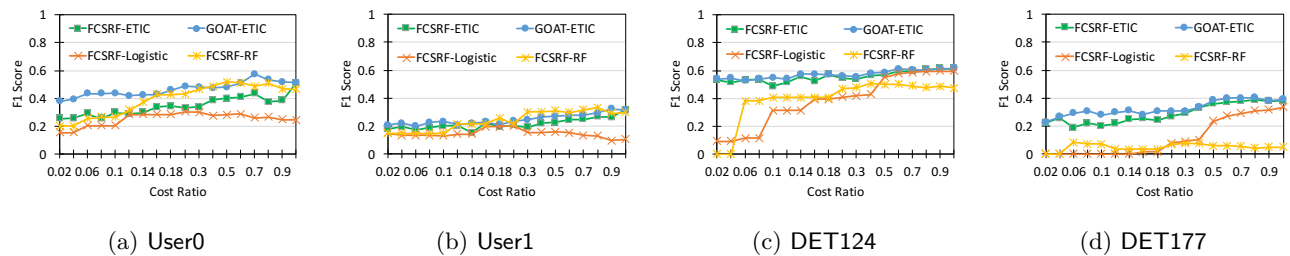 1
0.8
0.6
0.4
0.2
0
F1 Score
FCSRF-ETIC GOAT-ETIC
FCSRF-Logistic FCSRF-RF
0.02 0.06 0.1 0.14 0.18 0.3 0.5 0.7 0.9
Cost Ratio
(a) User0
1
0.8
0.6
0.4
0.2
0
F1 Score
FCSRF-ETIC GOAT-ETIC
FCSRF-Logistic FCSRF-RF
0.02 0.06 0.1 0.14 0.18 0.3 0.5 0.7 0.9
Cost Ratio
(b) User1
1
0.8
0.6
0.4
0.2
0
F1 Score
FCSRF-ETIC GOAT-ETIC
FCSRF-Logistic FCSRF-RF
0.02 0.06 0.1 0.14 0.18 0.3 0.5 0.7 0.9
Cost Ratio
(c) DET124
1
0.8
0.6
0.4
0.2
0
F1 Score
FCSRF-ETIC GOAT-ETIC
FCSRF-Logistic FCSRF-RF
0.02 0.06 0.1 0.14 0.18 0.3 0.5 0.7 0.9
Cost Ratio
(d) DET177